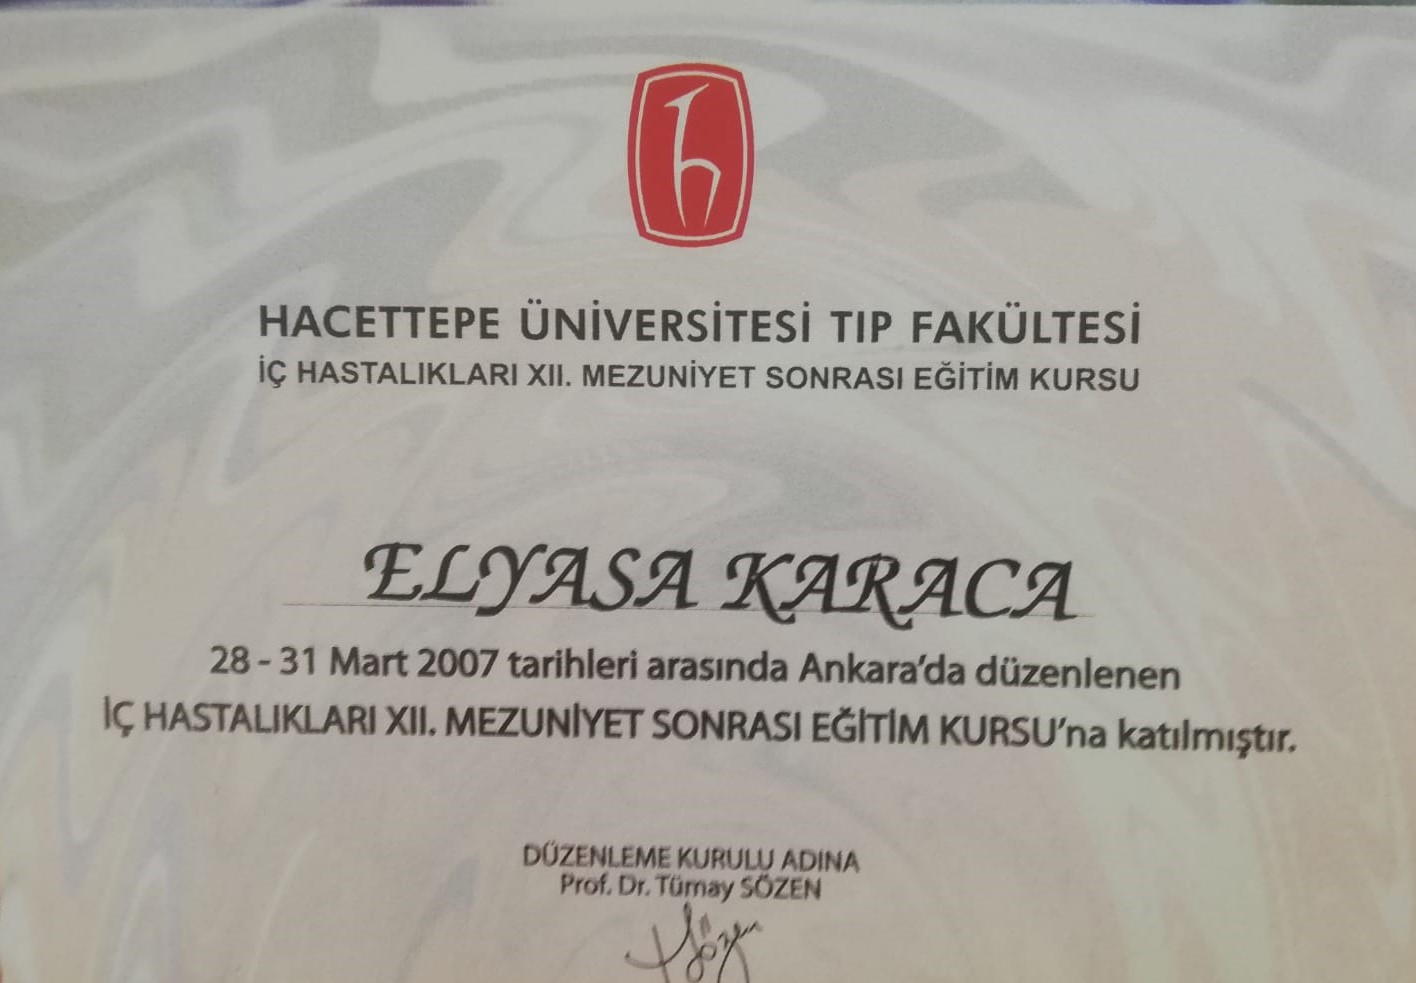 HACETTEPE ÜNİVERSİTESİ TIP FAKÜLTESİ
İÇ HASTALIKLARI XII. MEZUNİYET SONRASI EĞİTİM KURSU
ELYASA KARACA
28 - 31 Mart 2007 tarihleri arasında Ankara’da düzenlenen
İÇ HASTALIKLARI XII. MEZUNİYET SONRASI EĞİTİM KURSU’na katılmıştır.
DÜZENLEME KURULU ADINA
Prof. Dr. Tümay SÖZEN
Sözen